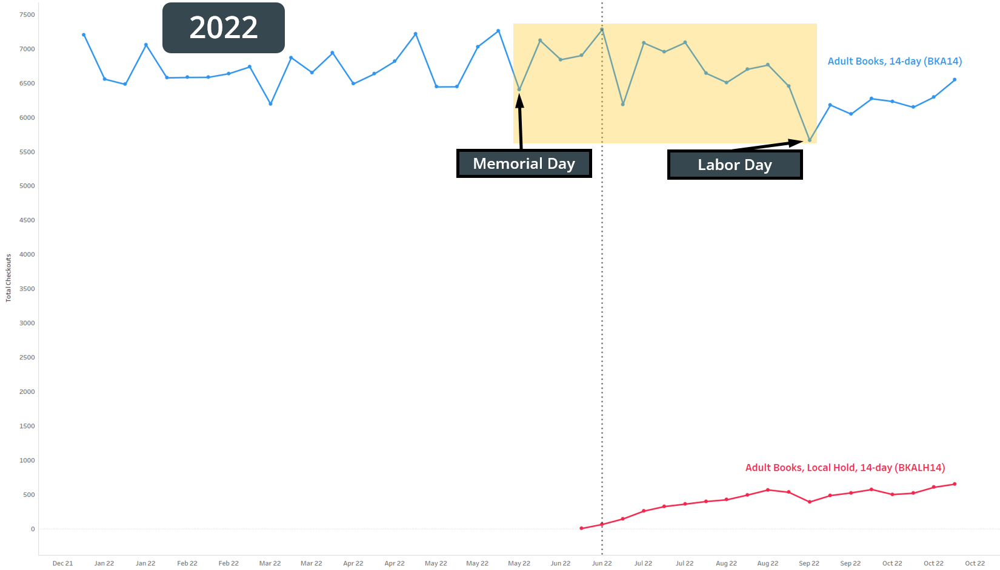 2022
7500
7000
6500
6000
5500
5000
4500
4000
3500
3000
2500
2000
1500
1000
500
0
Total Checkouts
Adult Books, 14-day (BKA14)
Memorial Day
Labor Day
Adult Books, Local Hold, 14-day (BKALH14)
Dec 21 Jan 22 Jan 22 Feb 22 Feb 22 Mar 22 Mar 22 Apr 22 Apr 22 May 22 May 22 May 22 Jun 22 Jun 22 Jul 22 Jul 22 Aug 22 Aug 22 Sep 22 Sep 22 Oct 22 Oct 22 Oct 22